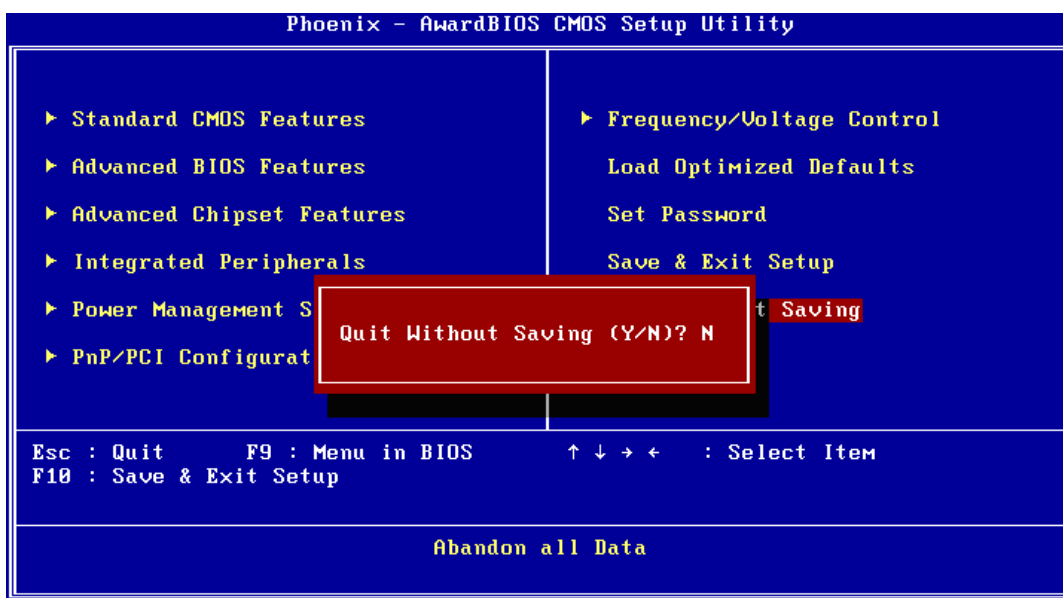 Phoenix - AwardBIOS CMOS Setup Utility
Standard CMOS Features
Advanced BIOS Features
Advanced Chipset Features
Integrated Peripherals
Power Management S
PnP/PCI Configurat
Frequency/Voltage Control
Load Optimized Defaults
Set Password
Save & Exit Setup
t Saving
Quit Without Saving (Y/N)? N
Esc : Quit F9 : Menu in BIOS ↑ ↓ → ← : Select Item
F10 : Save & Exit Setup
Abandon all Data